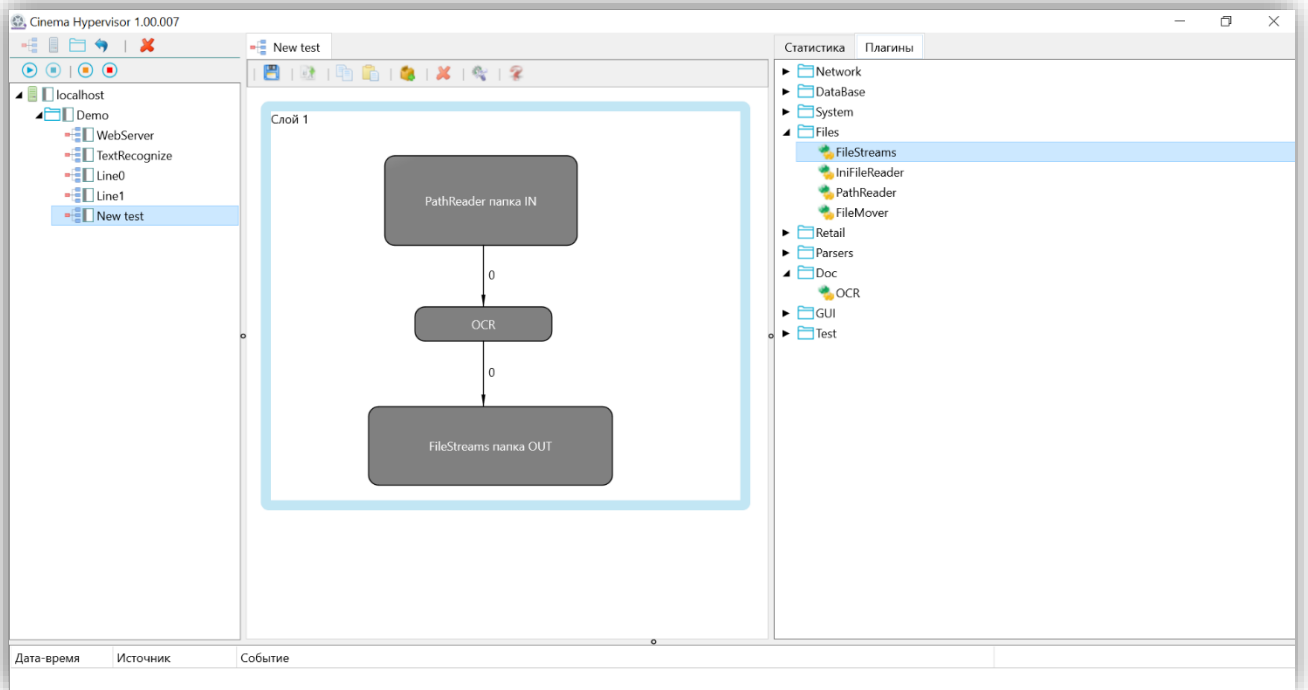 Cinema Hypervisor 1.00.007
New test
Статистика
Плагины
localhost
Demo
WebServer
TextRecognize
Line0
Line1
New test
Слой 1
PathReader папка IN
0
OCR
0
FileStreams папка OUT
Network
DataBase
System
Files
FileStreams
IniFileReader
PathReader
FileMover
Retail
Parsers
Doc
OCR
GUI
Test
Дата-время
Источник
Событие